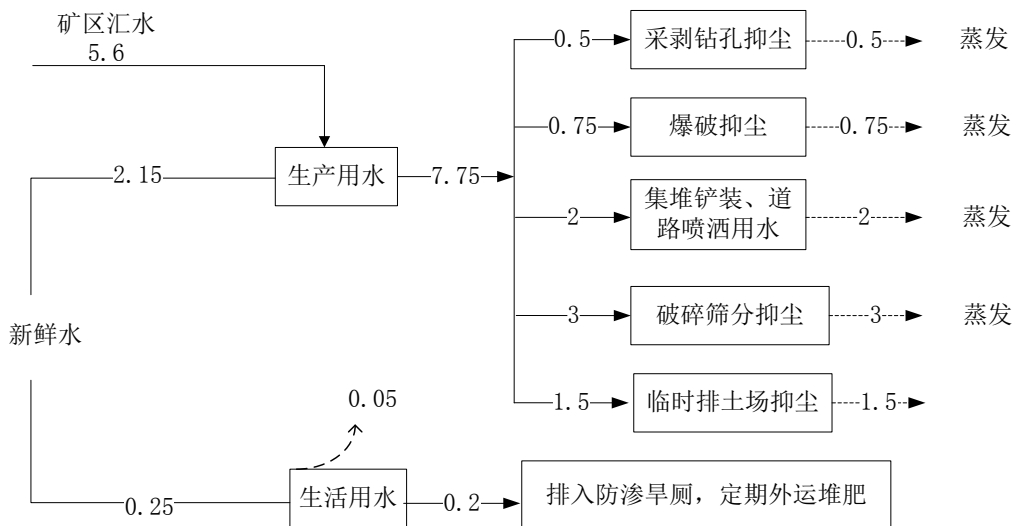 矿区汇水
5.6
0.5
采剥钻孔抑尘
0.5
蒸发
0.75
爆破抑尘
0.75
蒸发
2.15
生产用水
7.75
2
集堆铲装、道
路喷洒用水
2
蒸发
3
破碎筛分抑尘
3
蒸发
新鲜水
1.5
临时排土场抑尘
1.5
0.05
0.25
生活用水
0.2
排入防渗旱厕，定期外运堆肥